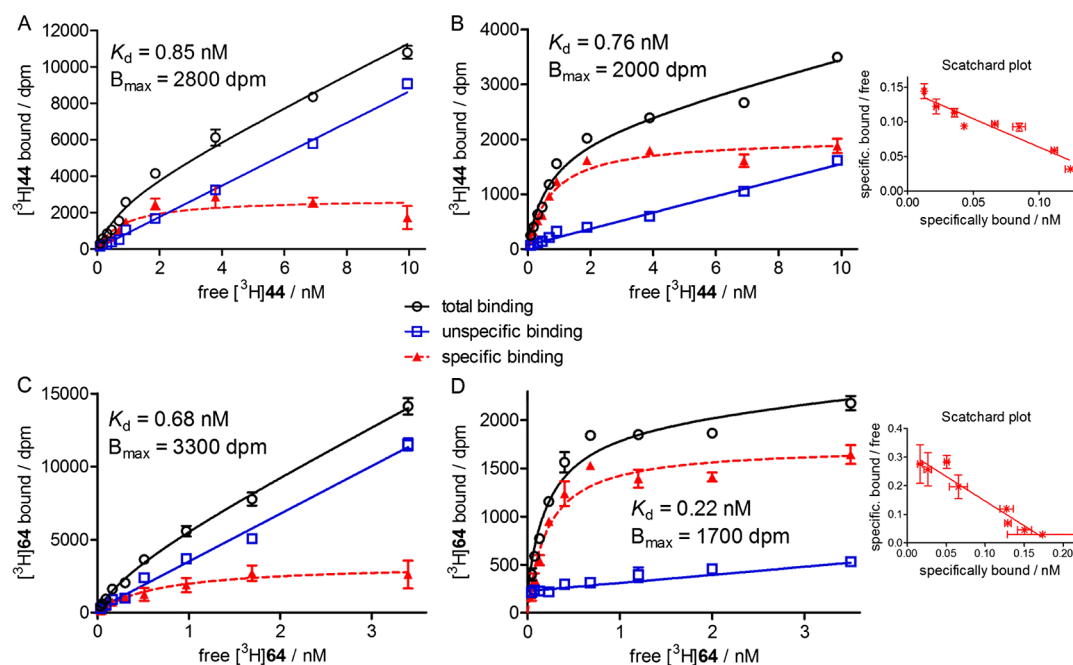 A
K_d = 0.85 nM
B_max = 2800 dpm
[³H]44 bound / dpm
12000
10000
8000
6000
4000
2000
0
0 2 4 6 8 10
free [³H]44 / nM
B
K_d = 0.76 nM
B_max = 2000 dpm
[³H]44 bound / dpm
4000
3000
2000
1000
0
0 2 4 6 8 10
free [³H]44 / nM
Scatchard plot
specific. bound / free
0.15
0.10
0.05
0.00
0.00 0.05 0.10
specifically bound / nM
total binding
unspecific binding
specific binding
C
K_d = 0.68 nM
B_max = 3300 dpm
[³H]64 bound / dpm
15000
10000
5000
0
0 1 2 3
free [³H]64 / nM
D
K_d = 0.22 nM
B_max = 1700 dpm
[³H]64 bound / dpm
2000
1500
1000
500
0
0 1 2 3
free [³H]64 / nM
Scatchard plot
specific. bound / free
0.4
0.3
0.2
0.1
0.0
0.00 0.05 0.10 0.15 0.20
specifically bound / nM